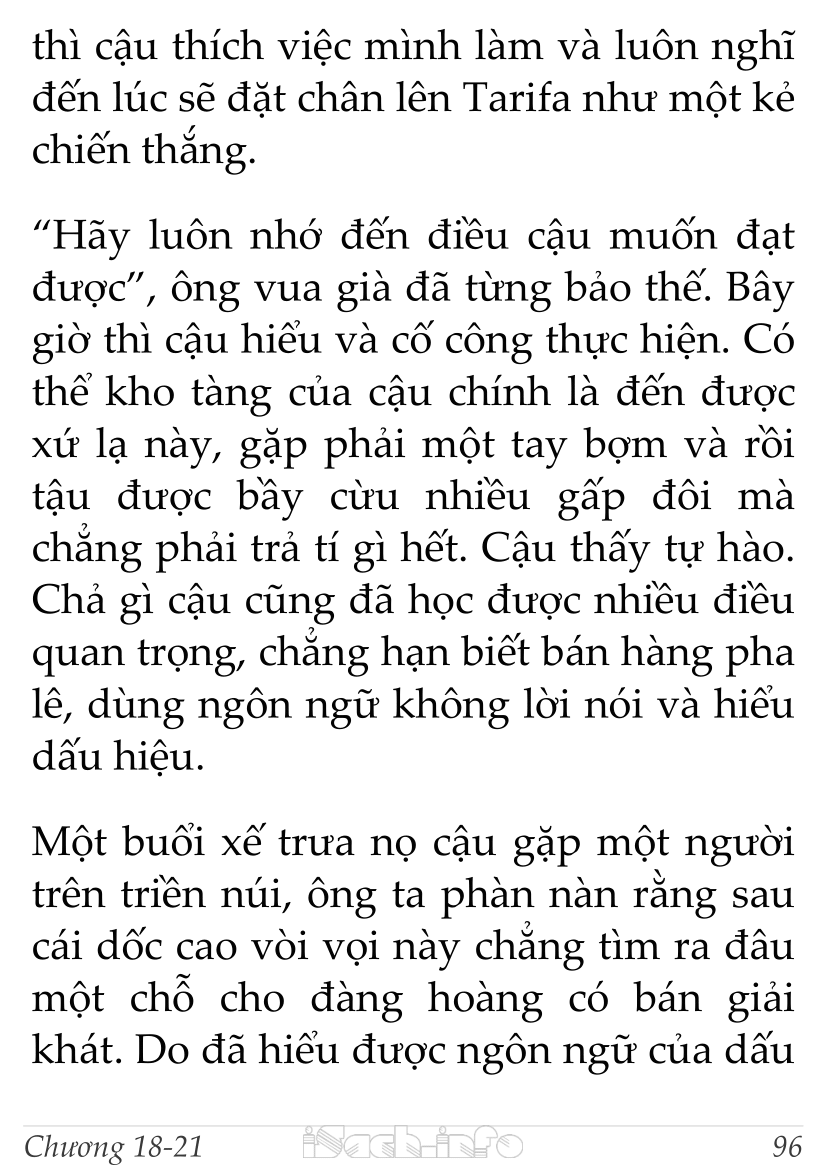 thì cậu thích việc mình làm và luôn nghĩ
đến lúc sẽ đặt chân lên Tarifa như một kẻ
chiến thắng.
“Hãy luôn nhớ đến điều cậu muốn đạt
được”, ông vua già đã từng bảo thế. Bây
giờ thì cậu hiểu và cố công thực hiện. Có
thể kho tàng của cậu chính là đến được
xứ lạ này, gặp phải một tay bợm và rồi
tậu được bầy cừu nhiều gấp đôi mà
chẳng phải trả tí gì hết. Cậu thấy tự hào.
Chả gì cậu cũng đã học được nhiều điều
quan trọng, chẳng hạn biết bán hàng pha
lê, dùng ngôn ngữ không lời nói và hiểu
dấu hiệu.
Một buổi xế trưa nọ cậu gặp một người
trên triền núi, ông ta phàn nàn rằng sau
cái dốc cao vòi vọi này chẳng tìm ra đâu
một chỗ cho đàng hoàng có bán giải
khát. Do đã hiểu được ngôn ngữ của dấu
Chương 18-21 iSach.info 96